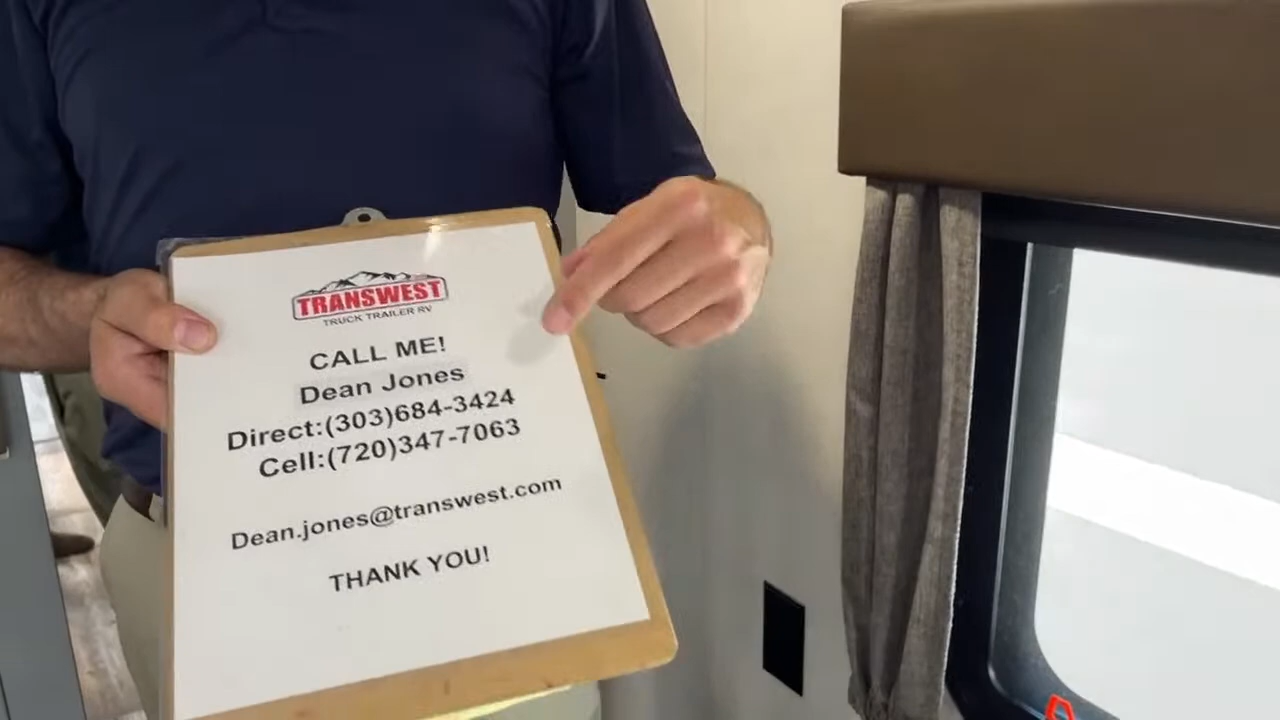 TRANSWEST
TRUCK TRAILER RV
CALL ME!
Dean Jones
Direct:(303)684-3424
Cell:(720)347-7063
Dean.jones@transwest.com
THANK YOU!